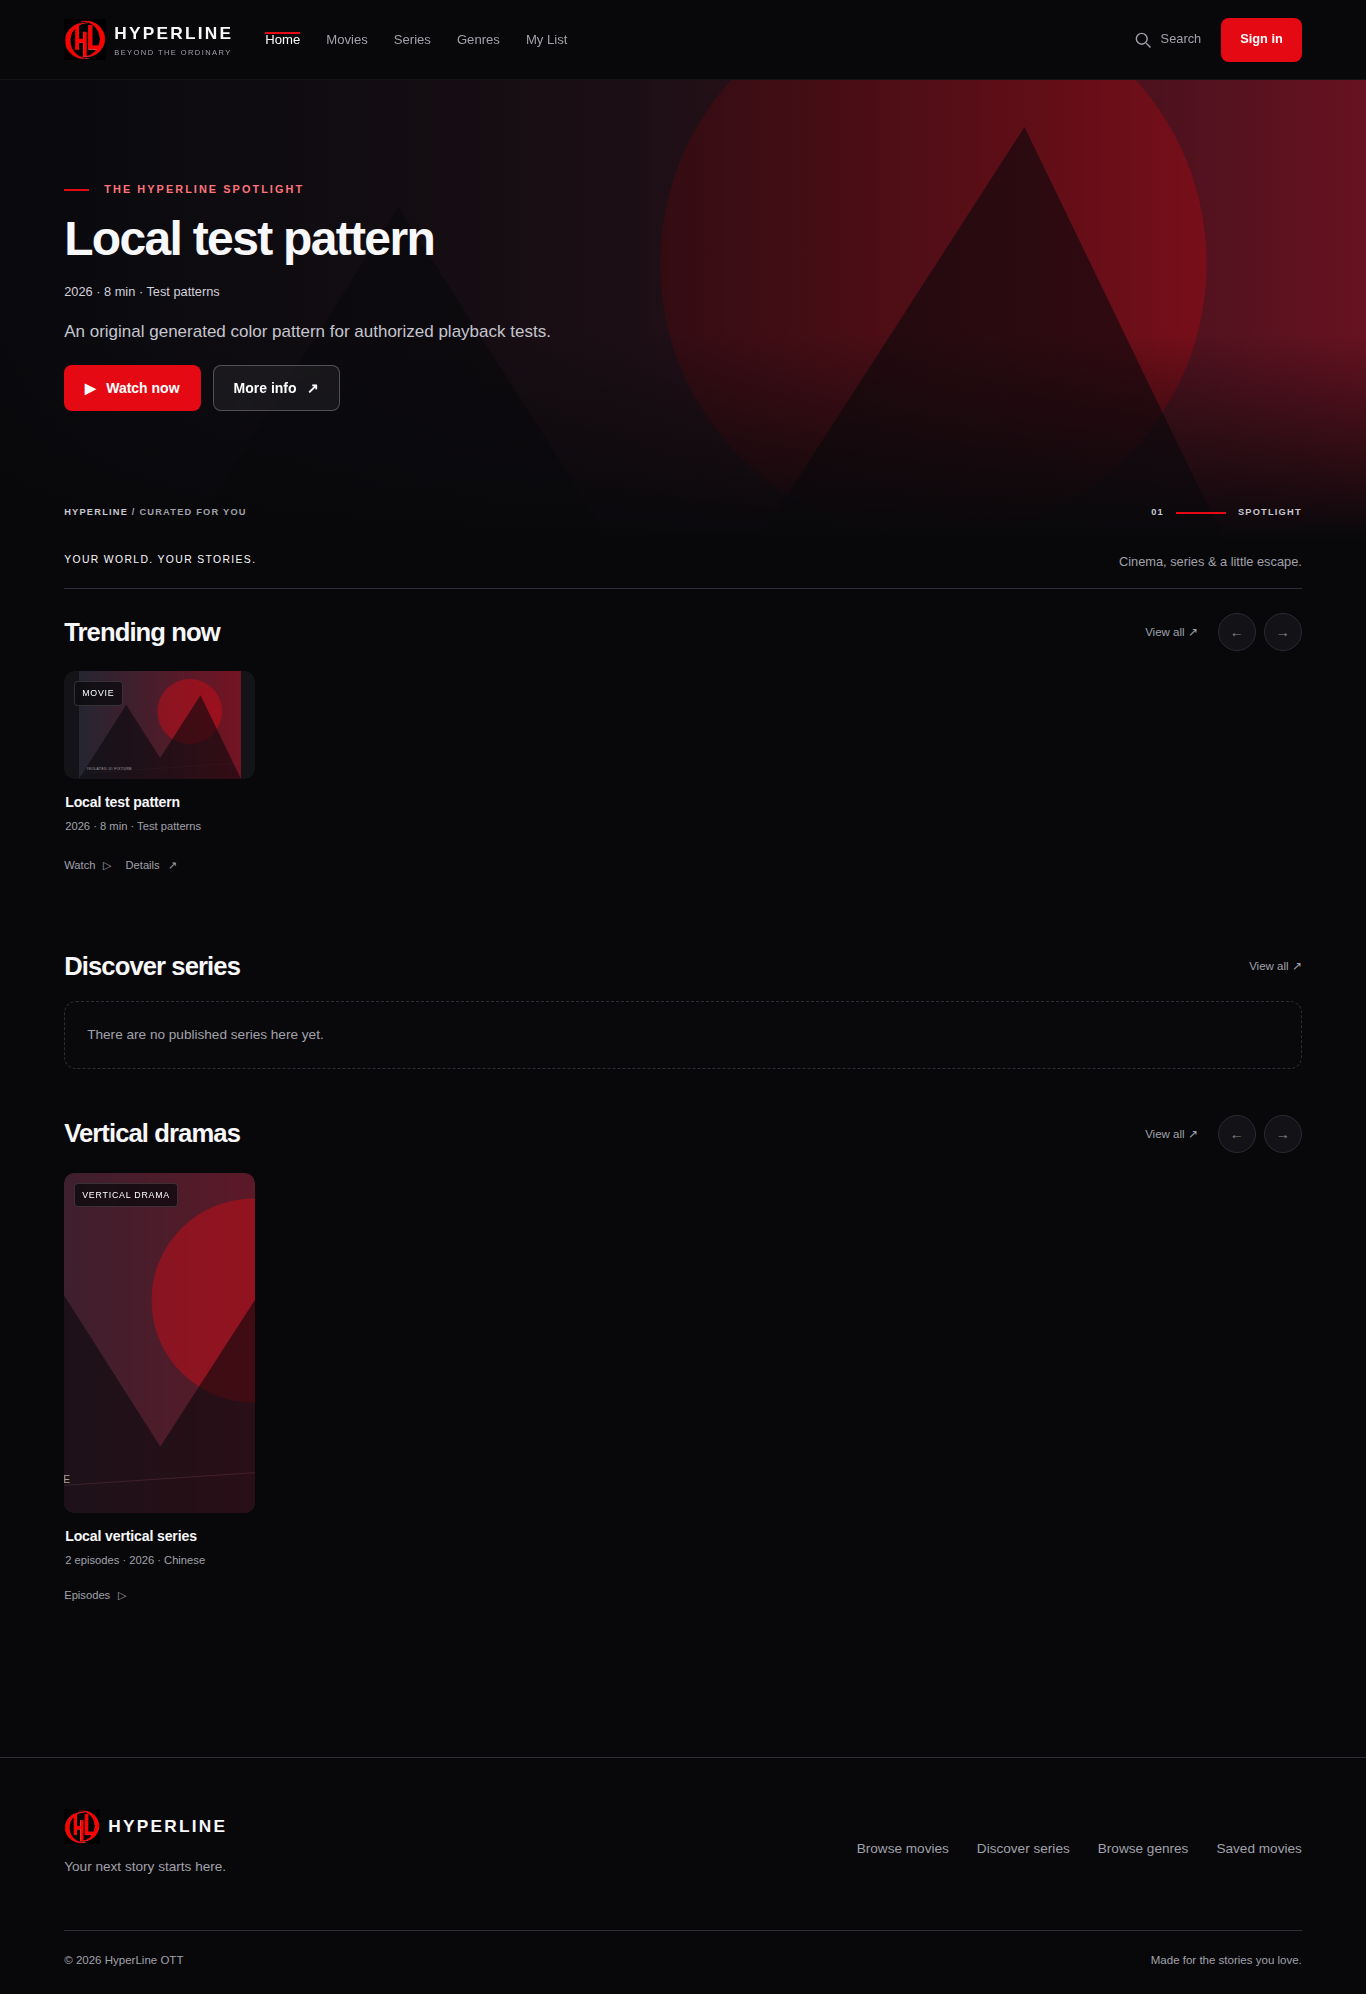 HYPERLINE
BEYOND THE ORDINARY
Home Movies Series Genres My List
Search
Sign in
THE HYPERLINE SPOTLIGHT
Local test pattern
2026 · 8 min · Test patterns
An original generated color pattern for authorized playback tests.
▶ Watch now
More info ↗
HYPERLINE / CURATED FOR YOU
01 SPOTLIGHT
YOUR WORLD. YOUR STORIES.
Cinema, series & a little escape.
Trending now
View all ↗ ← →
MOVIE
Local test pattern
2026 · 8 min · Test patterns
Watch ▷ Details ↗
Discover series
View all ↗
There are no published series here yet.
Vertical dramas
View all ↗ ← →
VERTICAL DRAMA
E
Local vertical series
2 episodes · 2026 · Chinese
Episodes ▷
HYPERLINE
Your next story starts here.
Browse movies Discover series Browse genres Saved movies
© 2026 HyperLine OTT
Made for the stories you love.